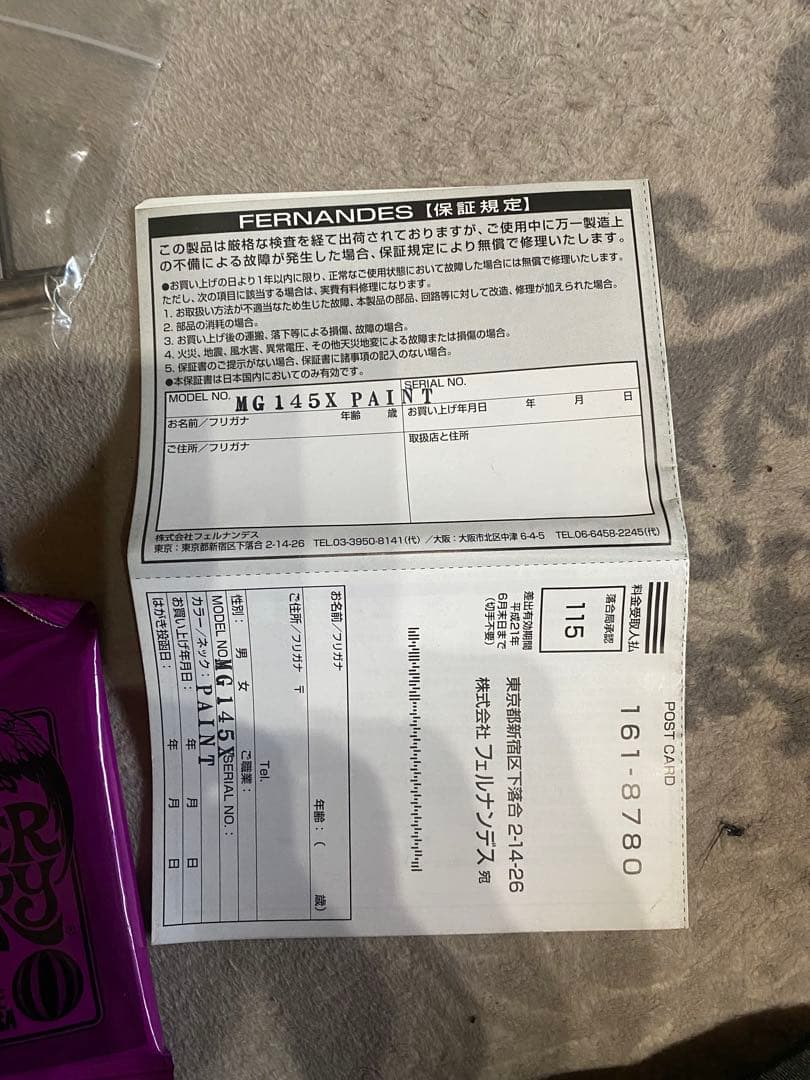 FERNANDES【保証規定】
この製品は厳格な検査を経て出荷されておりますが、ご使用中に万一製造上
の不備による故障が発生した場合、保証規定により無償で修理いたします。
●お買い上げの日より1年以内に限り、正常なご使用状態において故障した場合には無償で修理いたします。
ただし、次の項目に該当する場合は、実費有料修理になります。
1. お取扱い方法が不適当なため生じた故障、本製品の部品、回路等に対して改造、修理が加えられた場合。
2. 部品の消耗の場合。
3. お買い上げ後の運搬、落下等による損傷、故障の場合。
4. 火災、地震、風水害、異常電圧、その他天災地変による故障または損傷の場合。
5. 保証書のご提示がない場合、保証書に諸事項の記入のない場合。
●本保証書は日本国内においてのみ有効です。
MODEL NO. MG145X PAINT SERIAL NO.
お名前/フリガナ 年齢 歳 お買い上げ年月日 年 月 日
ご住所/フリガナ 取扱店と住所
株式会社フェルナンデス
東京:東京都新宿区下落合 2-14-26 TEL.03-3950-8141(代)/大阪:大阪市北区中津 6-4-5 TEL.06-6458-2245(代)
POST CARD
161-8780
料金受取人払
落合局承認
115
差出有効期間
平成21年
6月末日まで
(切手不要)
東京都新宿区下落合 2-14-26
株式会社 フェルナンデス 宛
お名前/フリガナ 年齢:( 歳)
ご住所/フリガナ 〒
Tel.
性別: 男 女 ご職業:
MODEL NO. MG145X SERIAL NO.:
カラー/ネック: PAINT
お買い上げ年月日: 年 月 日
はがき投函日: 年 月 日